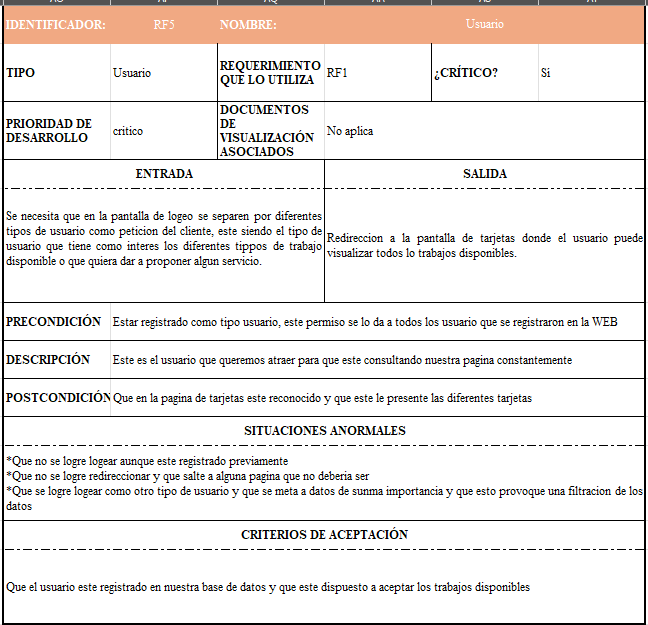 IDENTIFICADOR: RF5 NOMBRE: Usuario
TIPO Usuario REQUERIMIENTO QUE LO UTILIZA RF1 ¿CRÍTICO? Si
PRIORIDAD DE DESARROLLO critico DOCUMENTOS DE VISUALIZACIÓN ASOCIADOS No aplica
ENTRADA SALIDA
Se necesita que en la pantalla de logeo se separen por diferentes
tipos de usuario como peticion del cliente, este siendo el tipo de
usuario que tiene como interes los diferentes tippos de trabajo
disponible o que quiera dar a proponer algun servicio.
Redireccion a la pantalla de tarjetas donde el usuario puede
visualizar todos lo trabajos disponibles.
PRECONDICIÓN Estar registrado como tipo usuario, este permiso se lo da a todos los usuario que se registraron en la WEB
DESCRIPCIÓN Este es el usuario que queremos atraer para que este consultando nuestra pagina constantemente
POSTCONDICIÓN Que en la pagina de tarjetas este reconocido y que este le presente las diferentes tarjetas
SITUACIONES ANORMALES
*Que no se logre logear aunque este registrado previamente
*Que no se logre redireccionar y que salte a alguna pagina que no deberia ser
*Que se logre logear como otro tipo de usuario y que se meta a datos de sunma importancia y que esto provoque una filtracion de los
datos
CRITERIOS DE ACEPTACIÓN
Que el usuario este registrado en nuestra base de datos y que este dispuesto a aceptar los trabajos disponibles